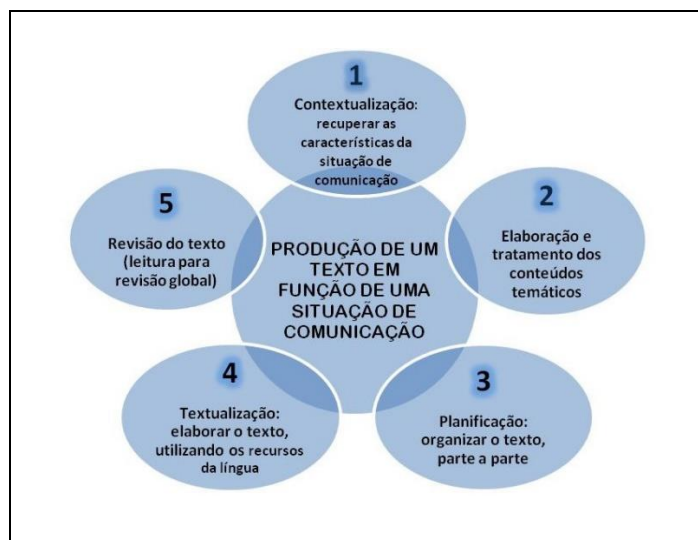 1
Contextualização:
recuperar as
características da
situação de
comunicação
2
Elaboração e
tratamento dos
conteúdos
temáticos
3
Planificação:
organizar o texto,
parte a parte
4
Textualização:
elaborar o texto,
utilizando os recursos
da língua
5
Revisão do texto
(leitura para
revisão global)
PRODUÇÃO DE UM
TEXTO EM
FUNÇÃO DE UMA
SITUAÇÃO DE
COMUNICAÇÃO